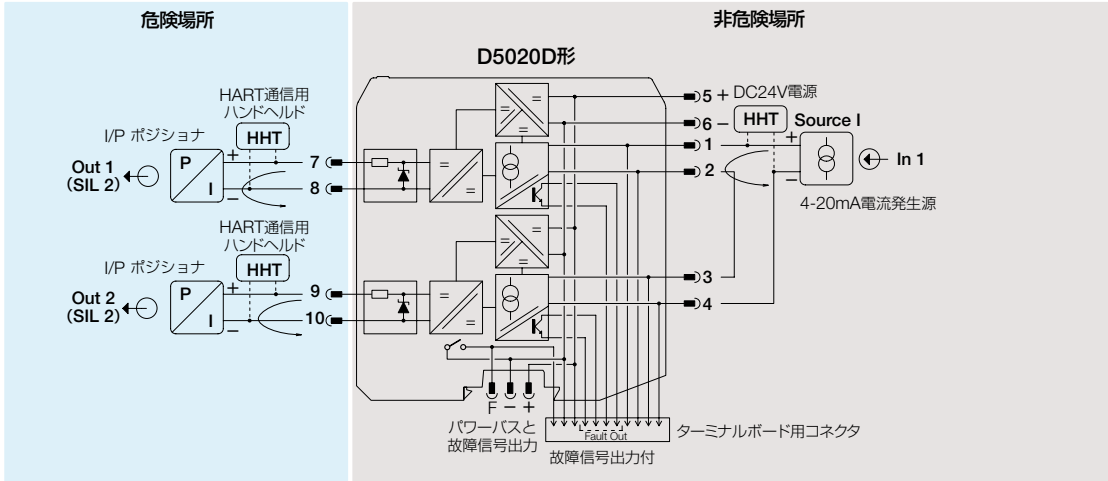 危険場所
非危険場所
D5020D形
HART通信用
ハンドヘルド
HHT
I/P ポジショナ
Out 1
(SIL 2)
P
I
+
−
7
8
5 + DC24V電源
6 −
1
2
HHT
Source I
+
−
In 1
4-20mA電流発生源
HART通信用
ハンドヘルド
HHT
I/P ポジショナ
Out 2
(SIL 2)
P
I
+
−
9
10
3
4
F − +
パワーバスと
故障信号出力
Fault Out
ターミナルボード用コネクタ
故障信号出力付